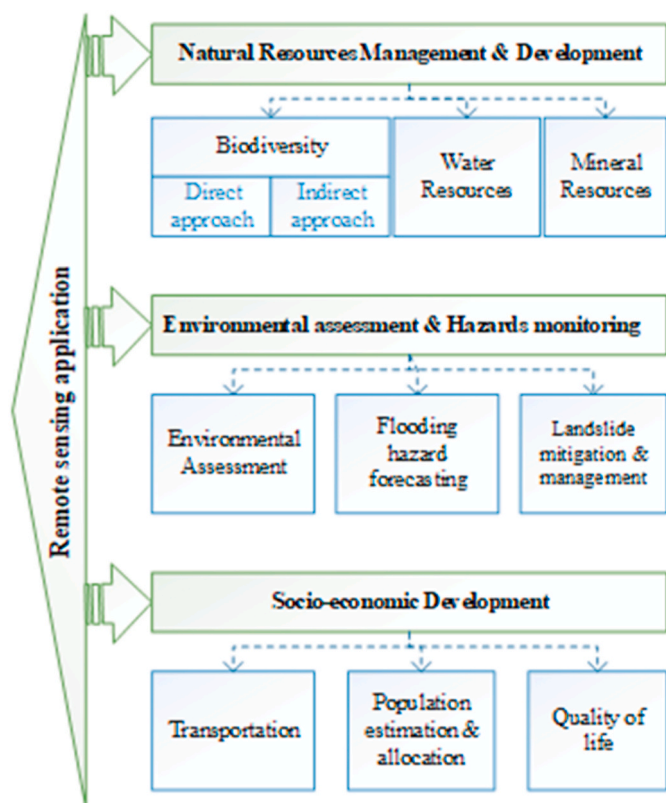 Remote sensing application
Natural Resources Management & Development
Biodiversity
Direct
approach
Indirect
approach
Water
Resources
Mineral
Resources
Environmental assessment & Hazards monitoring
Environmental
Assessment
Flooding
hazard
forecasting
Landslide
mitigation &
management
Socio-economic Development
Transportation
Population
estimation &
allocation
Quality of
life